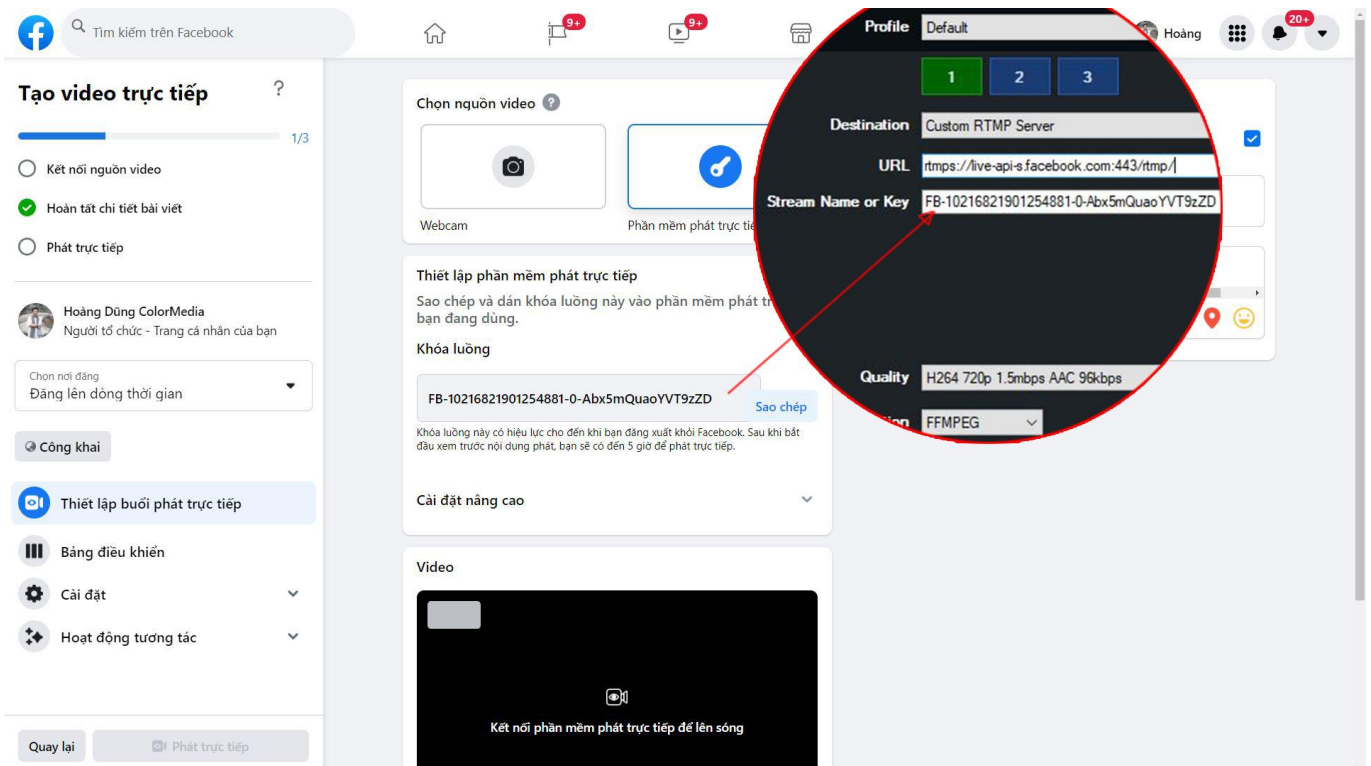 Tìm kiếm trên Facebook
9+
9+
Hoàng
20+
Tạo video trực tiếp
?
1/3
Kết nối nguồn video
Hoàn tất chi tiết bài viết
Phát trực tiếp
Hoàng Dũng ColorMedia
Người tổ chức - Trang cá nhân của bạn
Chọn nơi đăng
Đăng lên dòng thời gian
Công khai
Thiết lập buổi phát trực tiếp
Bảng điều khiển
Cài đặt
Hoạt động tương tác
Quay lại
Phát trực tiếp
Chọn nguồn video ?
Webcam
Phần mềm phát trực tiế
Thiết lập phần mềm phát trực tiếp
Sao chép và dán khóa luồng này vào phần mềm phát tr
bạn đang dùng.
Khóa luồng
FB-10216821901254881-0-Abx5mQuaoYVT9zZD
Sao chép
Khóa luồng này có hiệu lực cho đến khi bạn đăng xuất khỏi Facebook. Sau khi bắt
đầu xem trước nội dung phát, bạn sẽ có đến 5 giờ để phát trực tiếp.
Cài đặt nâng cao
Video
Kết nối phần mềm phát trực tiếp để lên sóng
Profile Default
1 2 3
Destination Custom RTMP Server
URL rtmps://live-api-s.facebook.com:443/rtmp/
Stream Name or Key FB-10216821901254881-0-Abx5mQuaoYVT9zZD
Quality H264 720p 1.5mbps AAC 96kbps
FFMPEG